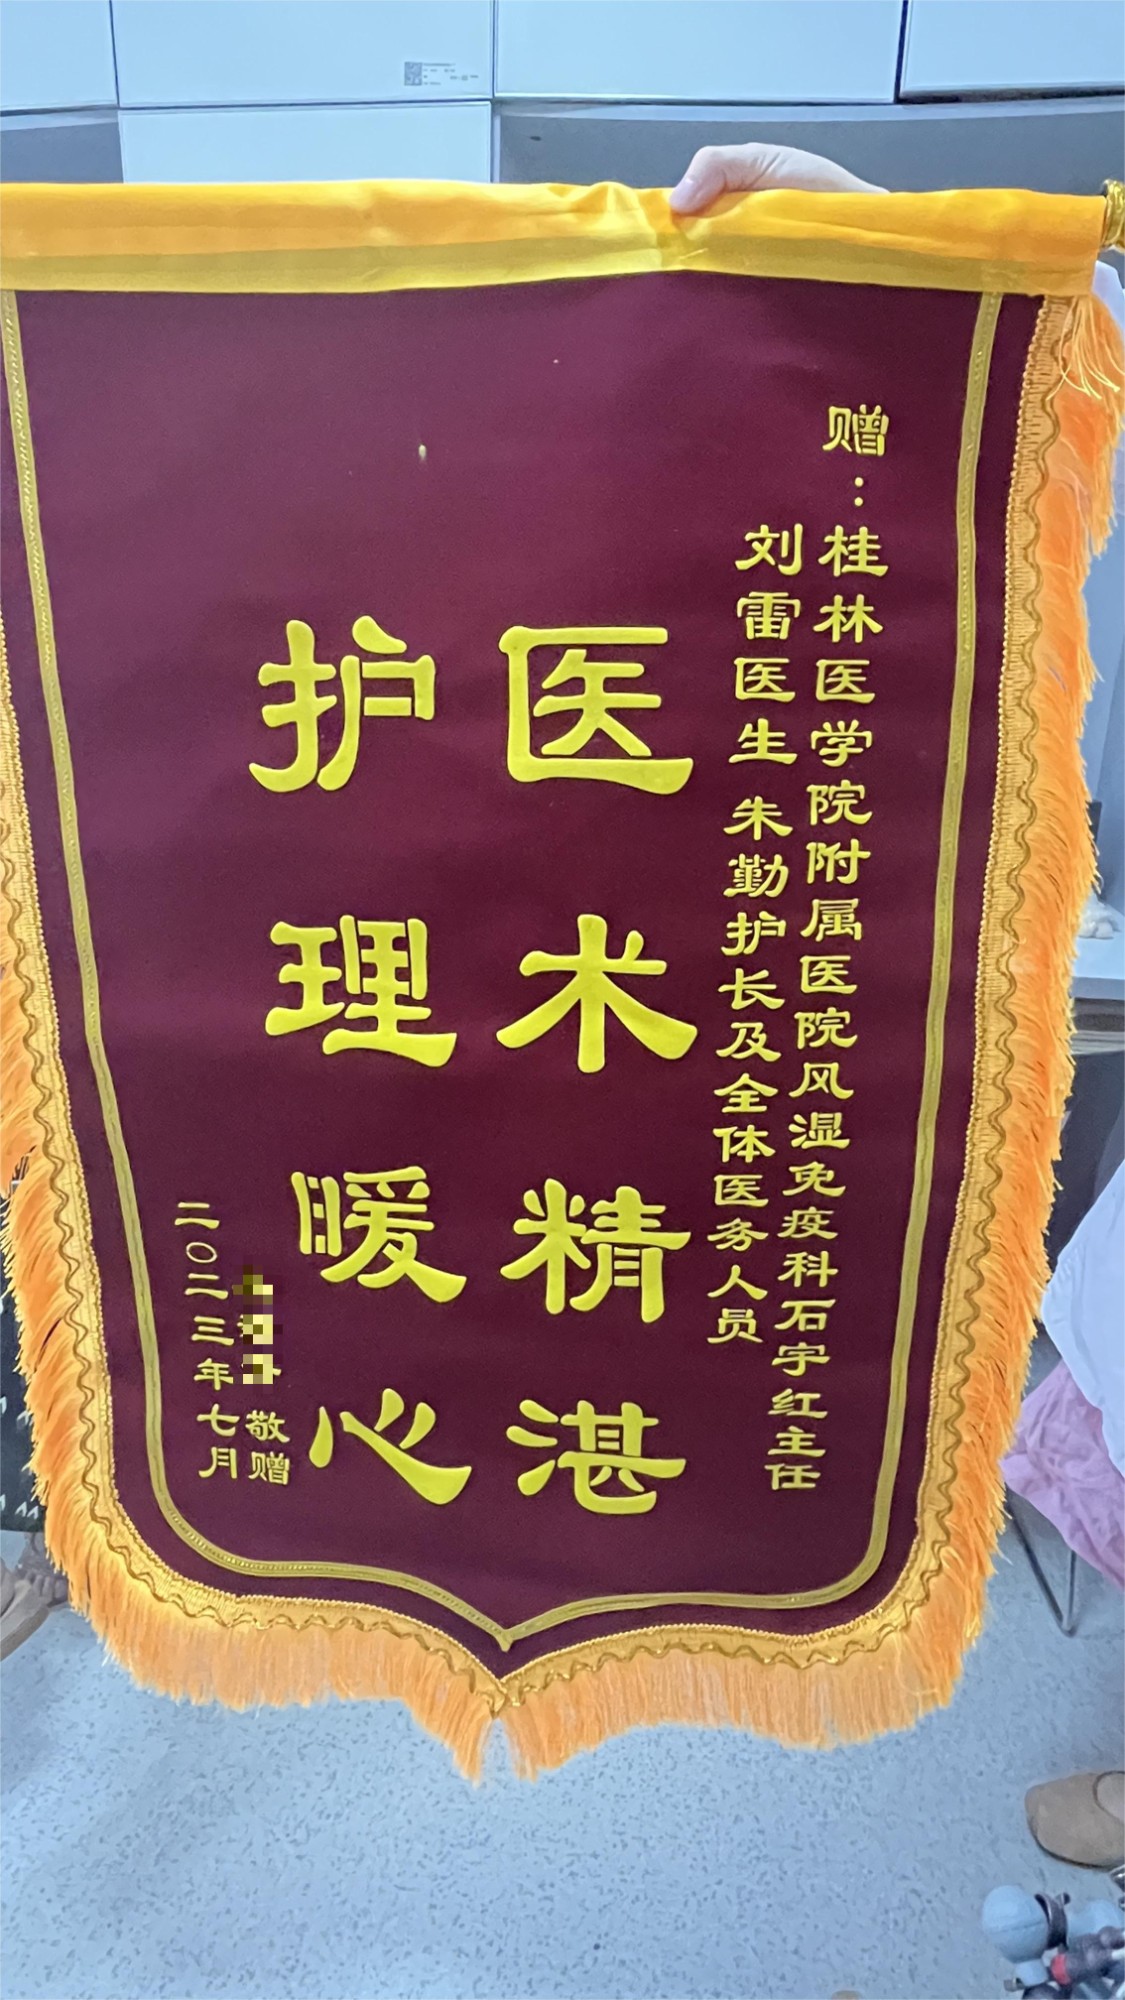 赠：桂林医学院附属医院风湿免疫科石宇红主任
刘雷医生 朱勤护长及全体医务人员
医术精湛
护理暖心
敬赠
二〇二三年七月